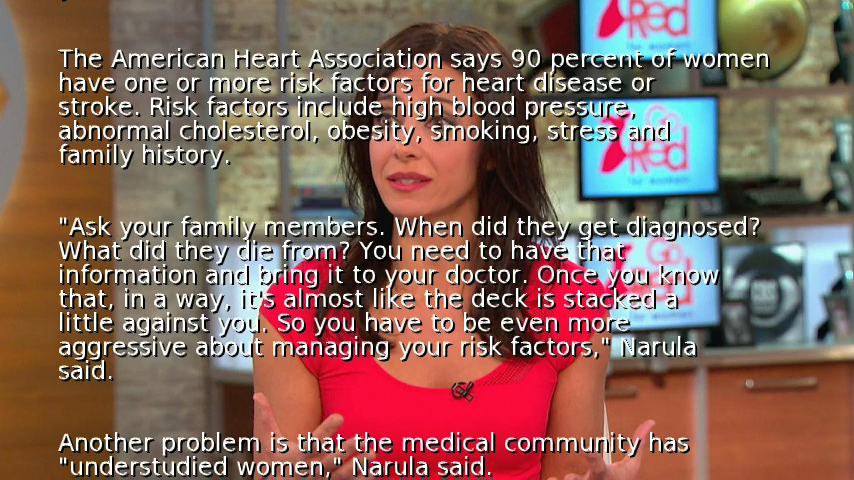 The American Heart Association says 90 percent of women
have one or more risk factors for heart disease or
stroke. Risk factors include high blood pressure,
abnormal cholesterol, obesity, smoking, stress and
family history.
"Ask your family members. When did they get diagnosed?
What did they die from? You need to have that
information and bring it to your doctor. Once you know
that, in a way, it's almost like the deck is stacked a
little against you. So you have to be even more
aggressive about managing your risk factors," Narula
said.
Another problem is that the medical community has
"understudied women," Narula said.
Red
Go
Red
Go
Red